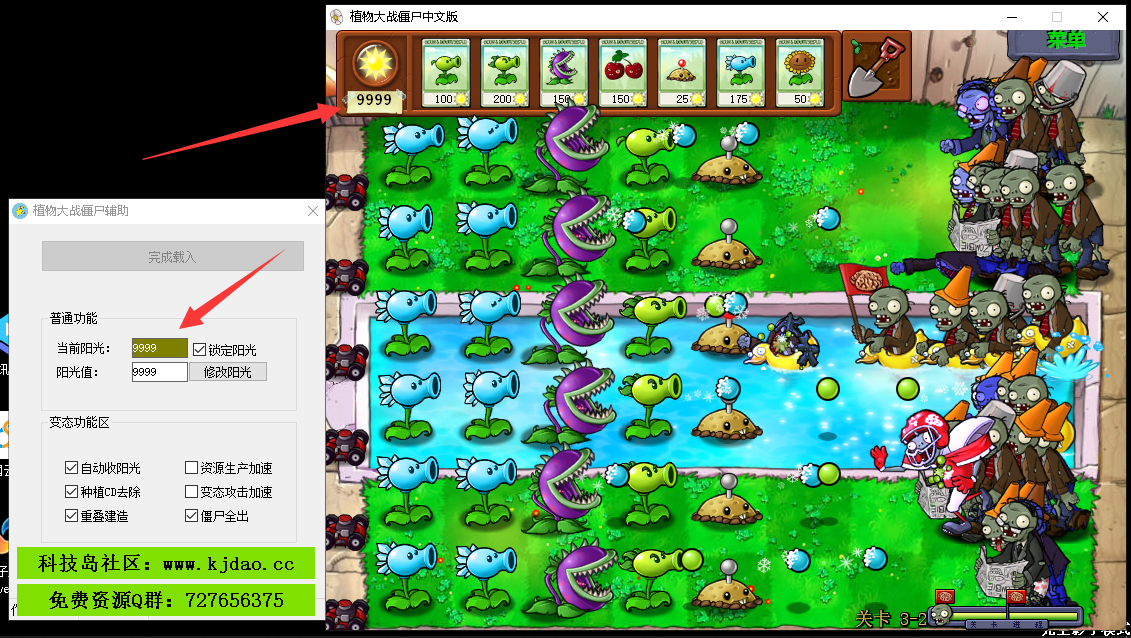 植物大战僵尸中文版
菜单
9999
100 200 150 150 25 175 50
植物大战僵尸辅助
完成载入
普通功能
当前阳光： 9999 锁定阳光
阳光值： 9999 修改阳光
变态功能区
自动收阳光 资源生产加速
种植CD去除 变态攻击加速
重叠建造 僵尸全出
科技岛社区：www.kjdao.cc
免费资源Q群：727656375
关卡 3-2
关卡进程